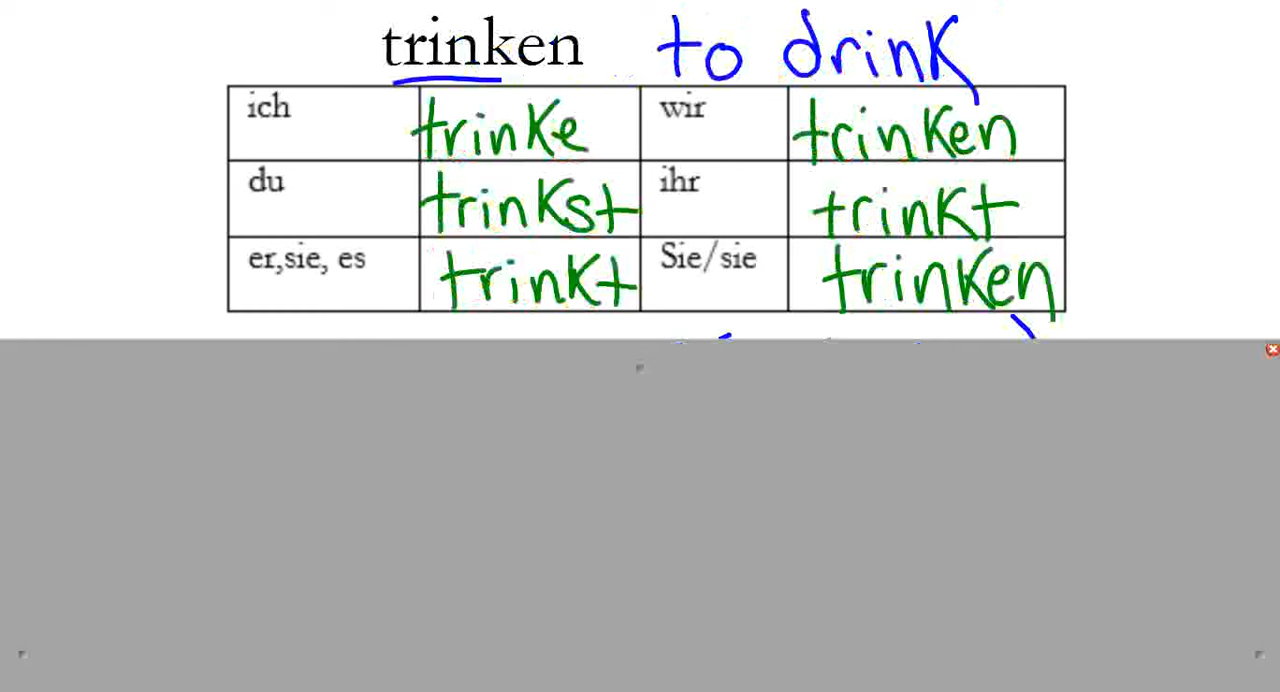 trinken to drink
ich trinke wir trinken
du trinkst ihr trinkt
er,sie, es trinkt Sie/sie trinken